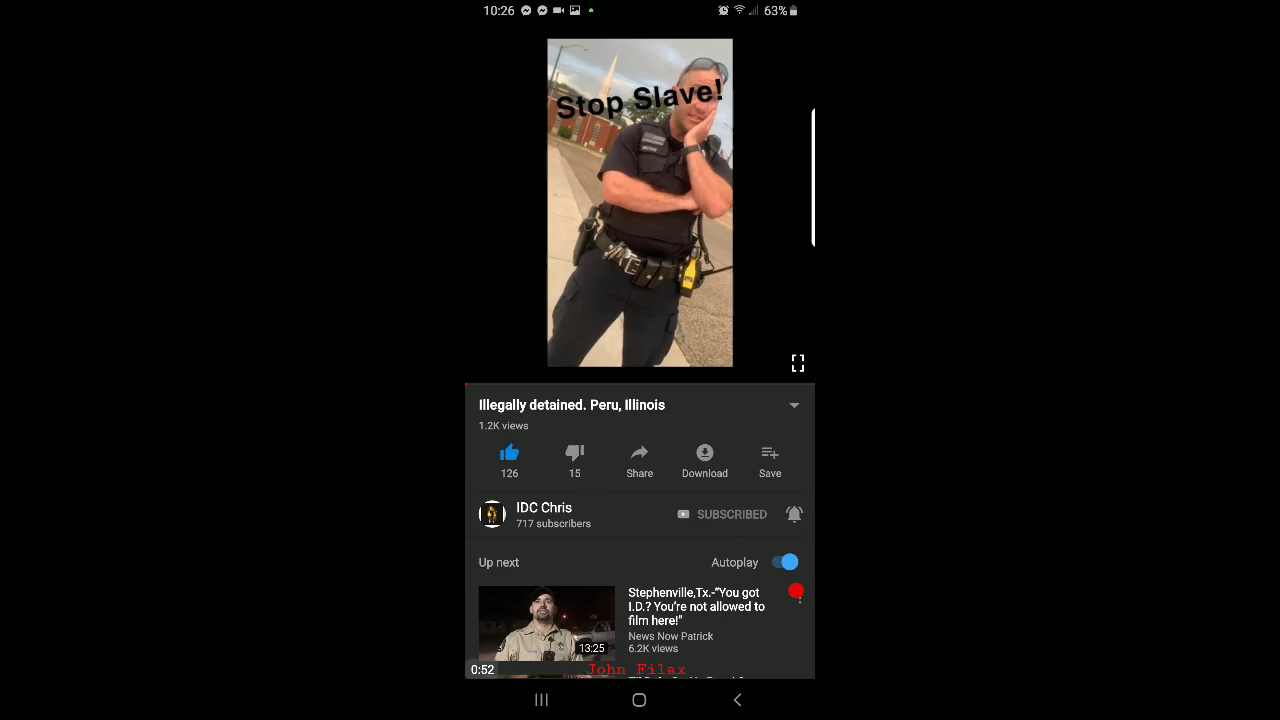 10:26
63%
Stop Slave!
Illegally detained. Peru, Illinois
1.2K views
126
15
Share
Download
Save
IDC Chris
717 subscribers
SUBSCRIBED
Up next
Autoplay
Stephenville,Tx.-“You got
I.D.? You’re not allowed to
film here!"
News Now Patrick
6.2K views
13:25
0:52
John Filax